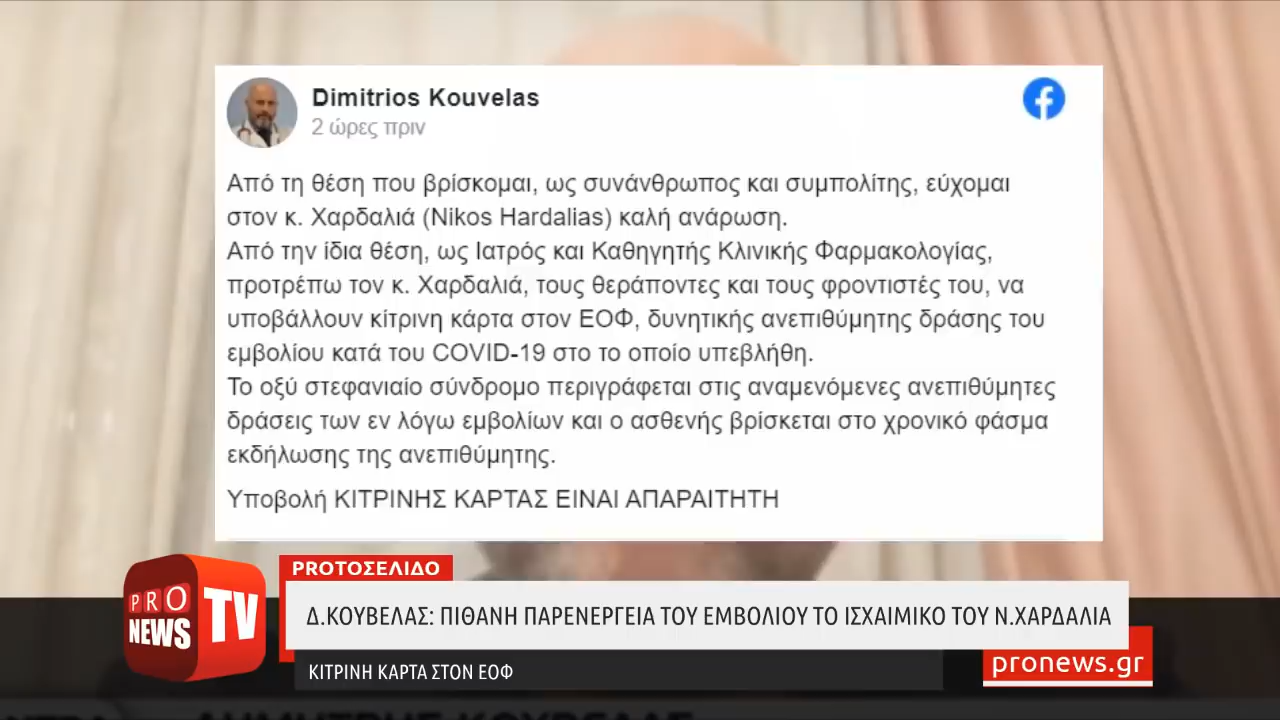 Dimitrios Kouvelas
2 ώρες πριν
Από τη θέση που βρίσκομαι, ως συνάνθρωπος και συμπολίτης, εύχομαι
στον κ. Χαρδαλιά (Nikos Hardalias) καλή ανάρωση.
Από την ίδια θέση, ως Ιατρός και Καθηγητής Κλινικής Φαρμακολογίας,
προτρέπω τον κ. Χαρδαλιά, τους θεράποντες και τους φροντιστές του, να
υποβάλλουν κίτρινη κάρτα στον ΕΟΦ, δυνητικής ανεπιθύμητης δράσης του
εμβολίου κατά του COVID-19 στο το οποίο υπεβλήθη.
Το οξύ στεφανιαίο σύνδρομο περιγράφεται στις αναμενόμενες ανεπιθύμητες
δράσεις των εν λόγω εμβολίων και ο ασθενής βρίσκεται στο χρονικό φάσμα
εκδήλωσης της ανεπιθύμητης.
Υποβολή ΚΙΤΡΙΝΗΣ ΚΑΡΤΑΣ ΕΙΝΑΙ ΑΠΑΡΑΙΤΗΤΗ
PROΤΟΣΕΛΙΔΟ
PRO
NEWS
TV
Δ.ΚΟΥΒΕΛΑΣ: ΠΙΘΑΝΗ ΠΑΡΕΝΕΡΓΕΙΑ ΤΟΥ ΕΜΒΟΛΙΟΥ ΤΟ ΙΣΧΑΙΜΙΚΟ ΤΟΥ Ν.ΧΑΡΔΑΛΙΑ
ΚΙΤΡΙΝΗ ΚΑΡΤΑ ΣΤΟΝ ΕΟΦ
pronews.gr
ΔΗΜΗΤΡΗΣ ΚΟΥΒΕΛΑΣ